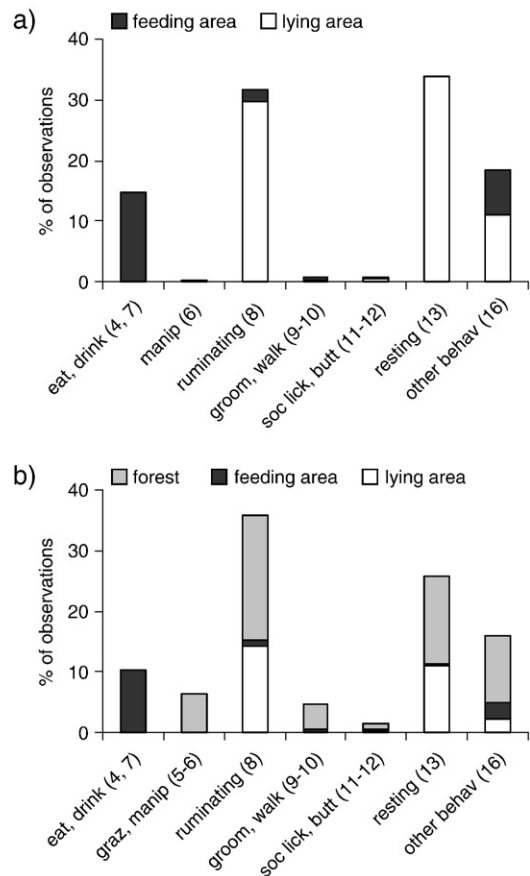 a)
feeding area lying area
40
30
20
10
0
% of observations
eat, drink (4, 7)
manip (6)
ruminating (8)
groom, walk (9-10)
soc lick, butt (11-12)
resting (13)
other behav (16)
b)
forest feeding area lying area
40
30
20
10
0
% of observations
eat, drink (4, 7)
graz, manip (5-6)
ruminating (8)
groom, walk (9-10)
soc lick, butt (11-12)
resting (13)
other behav (16)